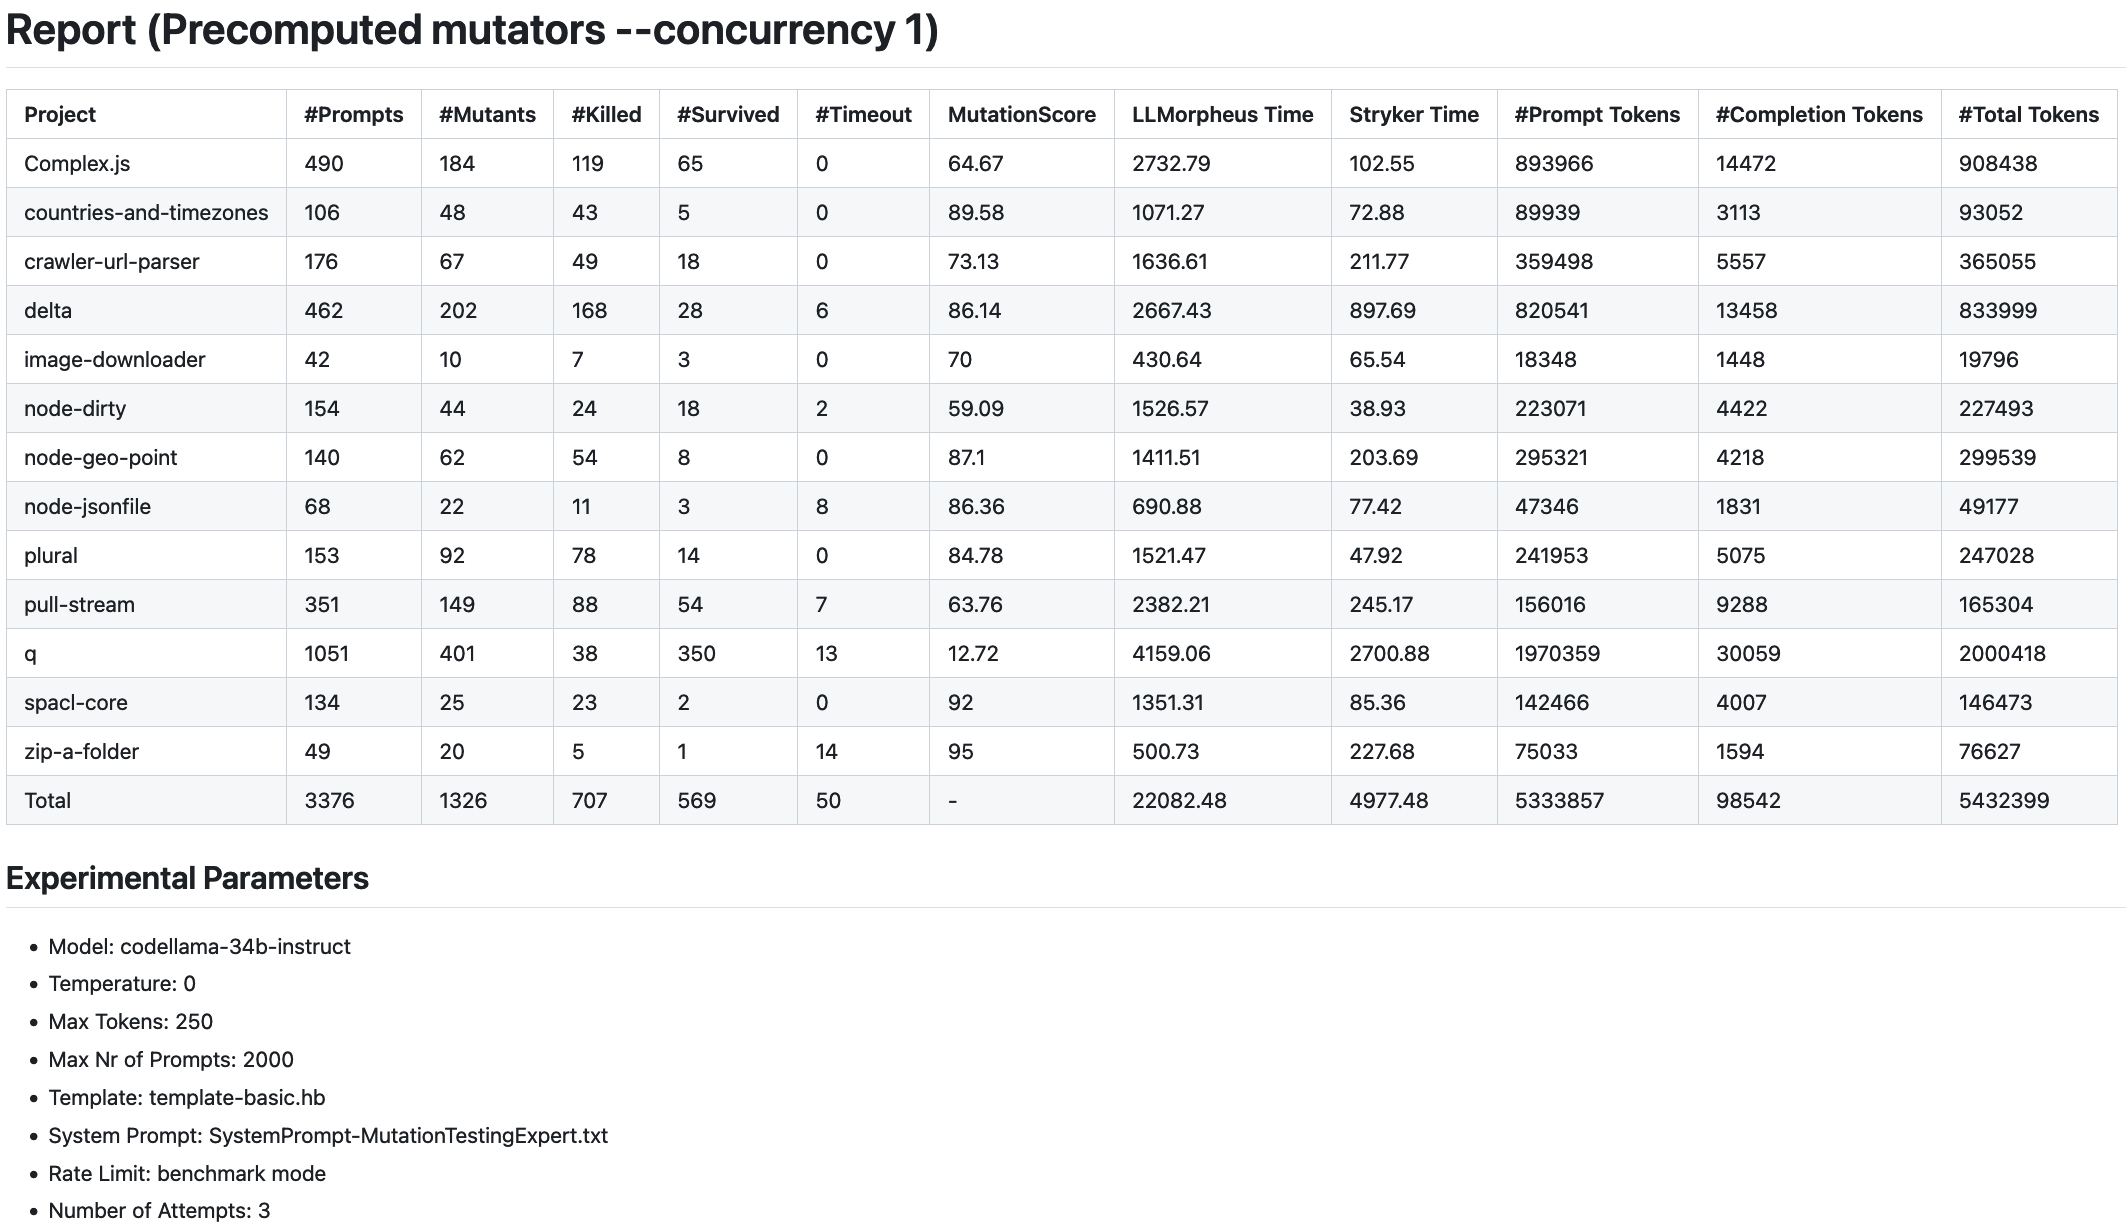 Report (Precomputed mutators --concurrency 1)
Project #Prompts #Mutants #Killed #Survived #Timeout MutationScore LLMorpheus Time Stryker Time #Prompt Tokens #Completion Tokens #Total Tokens
Complex.js 490 184 119 65 0 64.67 2732.79 102.55 893966 14472 908438
countries-and-timezones 106 48 43 5 0 89.58 1071.27 72.88 89939 3113 93052
crawler-url-parser 176 67 49 18 0 73.13 1636.61 211.77 359498 5557 365055
delta 462 202 168 28 6 86.14 2667.43 897.69 820541 13458 833999
image-downloader 42 10 7 3 0 70 430.64 65.54 18348 1448 19796
node-dirty 154 44 24 18 2 59.09 1526.57 38.93 223071 4422 227493
node-geo-point 140 62 54 8 0 87.1 1411.51 203.69 295321 4218 299539
node-jsonfile 68 22 11 3 8 86.36 690.88 77.42 47346 1831 49177
plural 153 92 78 14 0 84.78 1521.47 47.92 241953 5075 247028
pull-stream 351 149 88 54 7 63.76 2382.21 245.17 156016 9288 165304
q 1051 401 38 350 13 12.72 4159.06 2700.88 1970359 30059 2000418
spacl-core 134 25 23 2 0 92 1351.31 85.36 142466 4007 146473
zip-a-folder 49 20 5 1 14 95 500.73 227.68 75033 1594 76627
Total 3376 1326 707 569 50 - 22082.48 4977.48 5333857 98542 5432399
Experimental Parameters
• Model: codellama-34b-instruct
• Temperature: 0
• Max Tokens: 250
• Max Nr of Prompts: 2000
• Template: template-basic.hb
• System Prompt: SystemPrompt-MutationTestingExpert.txt
• Rate Limit: benchmark mode
• Number of Attempts: 3